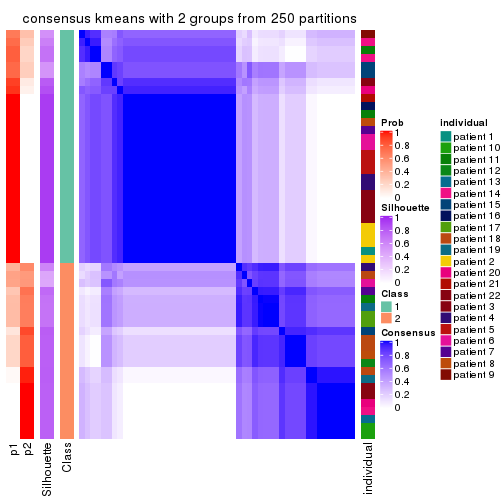 consensus kmeans with 2 groups from 250 partitions
Prob
1
0.8
0.6
0.4
0.2
0
Silhouette
1
0.8
0.6
0.4
0.2
0
Class
1
2
Consensus
1
0.8
0.6
0.4
0.2
0
individual
patient 1
patient 10
patient 11
patient 12
patient 13
patient 14
patient 15
patient 16
patient 17
patient 18
patient 19
patient 2
patient 20
patient 21
patient 22
patient 3
patient 4
patient 5
patient 6
patient 7
patient 8
patient 9
p1
p2
Silhouette
Class
individual